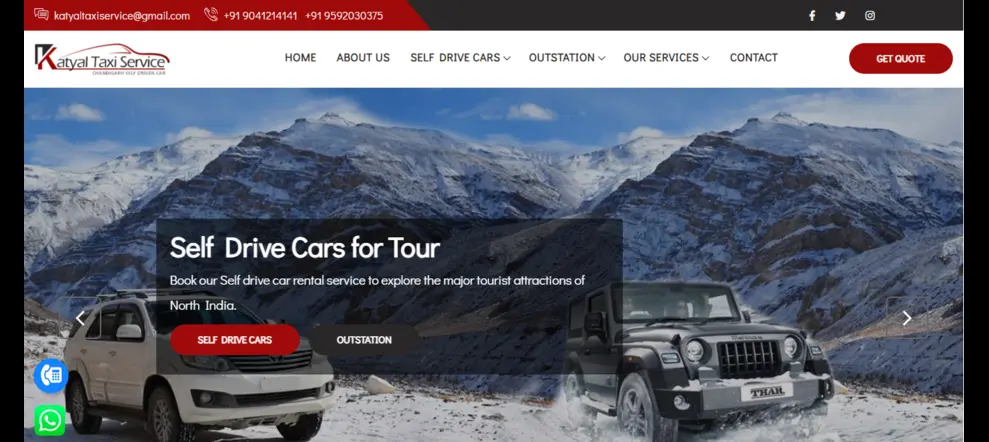 katyaltaxiservice@gmail.com +91 9041214141 +91 9592030375
Katyal Taxi Service
CHANDIGARH SELF DRIVEN CAR
HOME ABOUT US SELF DRIVE CARS OUTSTATION OUR SERVICES CONTACT
GET QUOTE
Self Drive Cars for Tour
Book our Self drive car rental service to explore the major tourist attractions of
North India.
SELF DRIVE CARS OUTSTATION
Mahindra
THAR